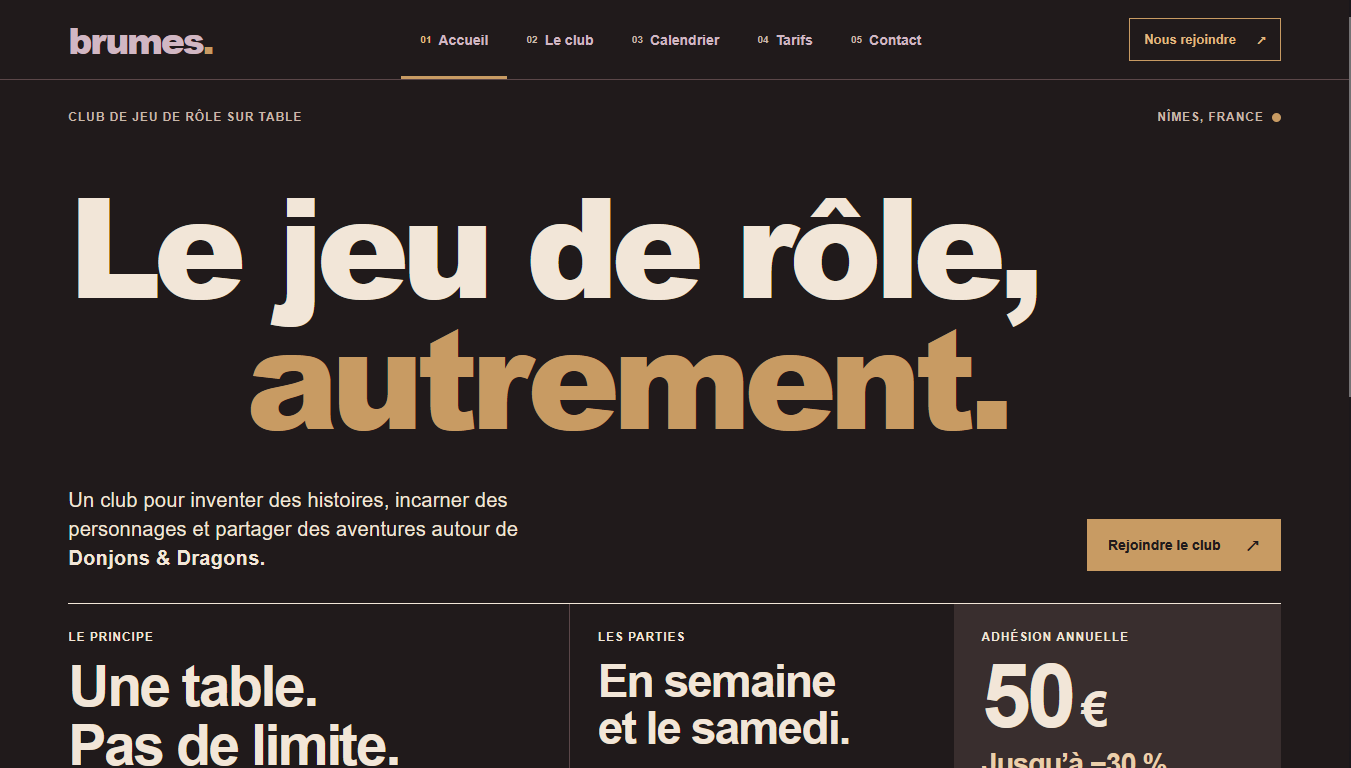 brumes.
01 Accueil 02 Le club 03 Calendrier 04 Tarifs 05 Contact
Nous rejoindre ↗
CLUB DE JEU DE RÔLE SUR TABLE
NÎMES, FRANCE
Le jeu de rôle,
autrement.
Un club pour inventer des histoires, incarner des
personnages et partager des aventures autour de
Donjons & Dragons.
Rejoindre le club ↗
LE PRINCIPE
Une table.
Pas de limite.
LES PARTIES
En semaine
et le samedi.
ADHÉSION ANNUELLE
50 €
Jusqu’à −30 %